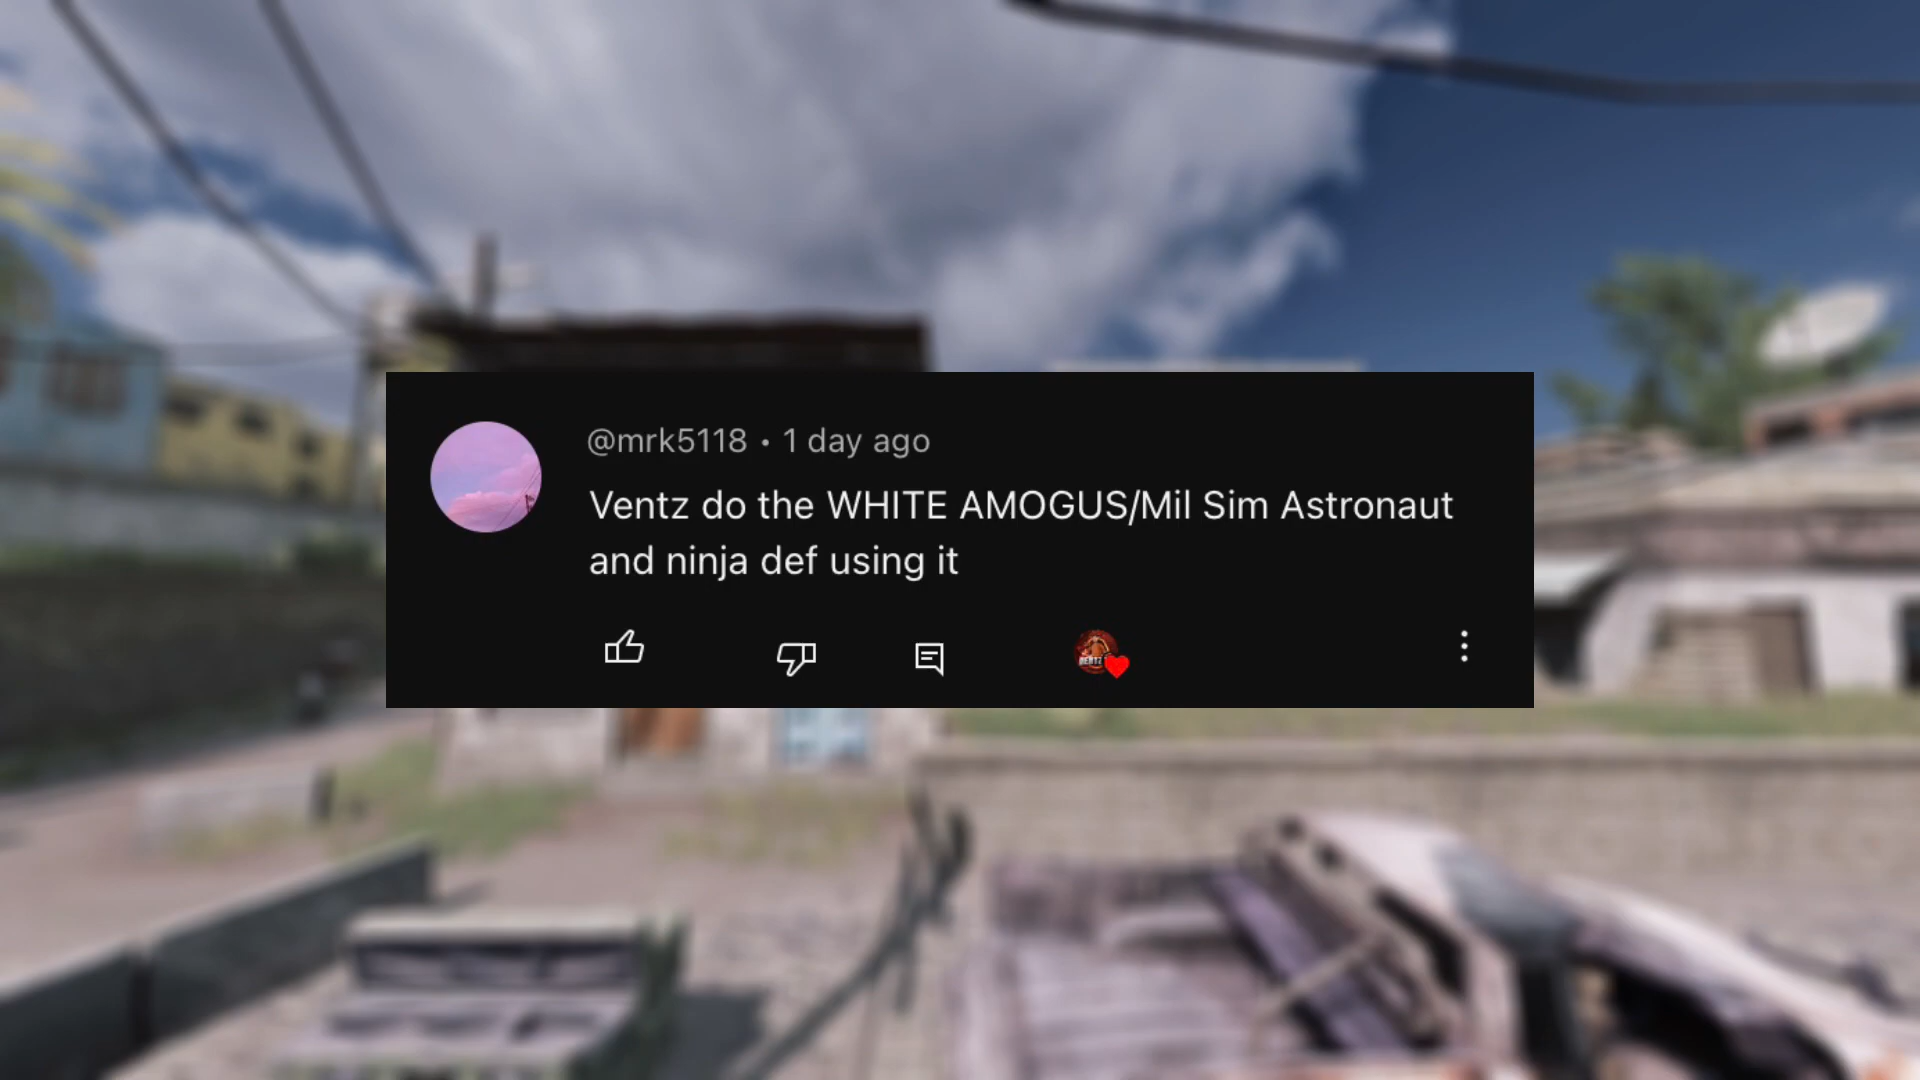 @mrk5118 • 1 day ago
Ventz do the WHITE AMOGUS/Mil Sim Astronaut
and ninja def using it